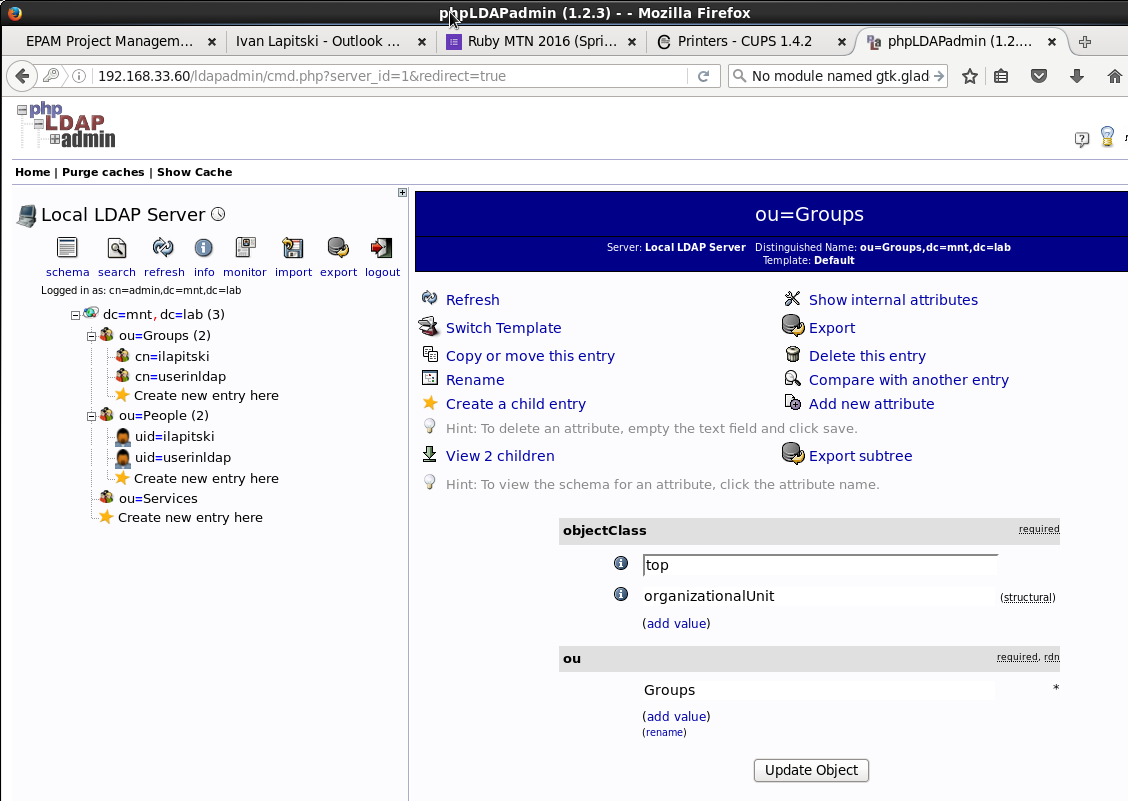 phpLDAPadmin (1.2.3) - - Mozilla Firefox
EPAM Project Managem... × Ivan Lapitski - Outlook ... × Ruby MTN 2016 (Spri... × Printers - CUPS 1.4.2 × phpLDAPadmin (1.2.... ×
192.168.33.60/ldapadmin/cmd.php?server_id=1&redirect=true No module named gtk.glad
php
LDAP
admin
Home | Purge caches | Show Cache
Local LDAP Server
schema search refresh info monitor import export logout
Logged in as: cn=admin,dc=mnt,dc=lab
dc=mnt, dc=lab (3)
ou=Groups (2)
cn=ilapitski
cn=userinldap
Create new entry here
ou=People (2)
uid=ilapitski
uid=userinldap
Create new entry here
ou=Services
Create new entry here
ou=Groups
Server: Local LDAP Server Distinguished Name: ou=Groups,dc=mnt,dc=lab
Template: Default
Refresh Show internal attributes
Switch Template Export
Copy or move this entry Delete this entry
Rename Compare with another entry
Create a child entry Add new attribute
Hint: To delete an attribute, empty the text field and click save.
View 2 children Export subtree
Hint: To view the schema for an attribute, click the attribute name.
objectClass required
top
organizationalUnit (structural)
(add value)
ou required, rdn
Groups *
(add value)
(rename)
Update Object